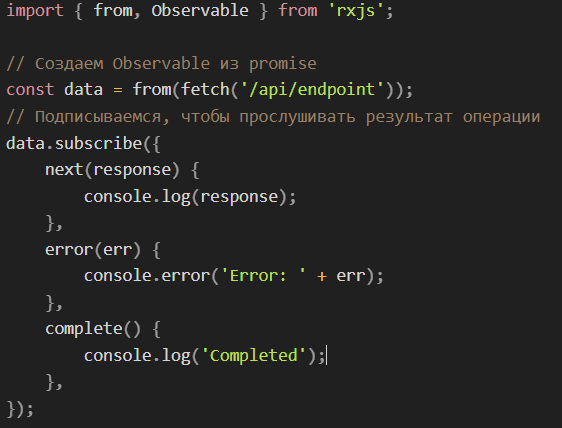 import { from, Observable } from 'rxjs';

// Создаем Observable из promise
const data = from(fetch('/api/endpoint'));
// Подписываемся, чтобы прослушивать результат операции
data.subscribe({
    next(response) {
        console.log(response);
    },
    error(err) {
        console.error('Error: ' + err);
    },
    complete() {
        console.log('Completed');
    },
});